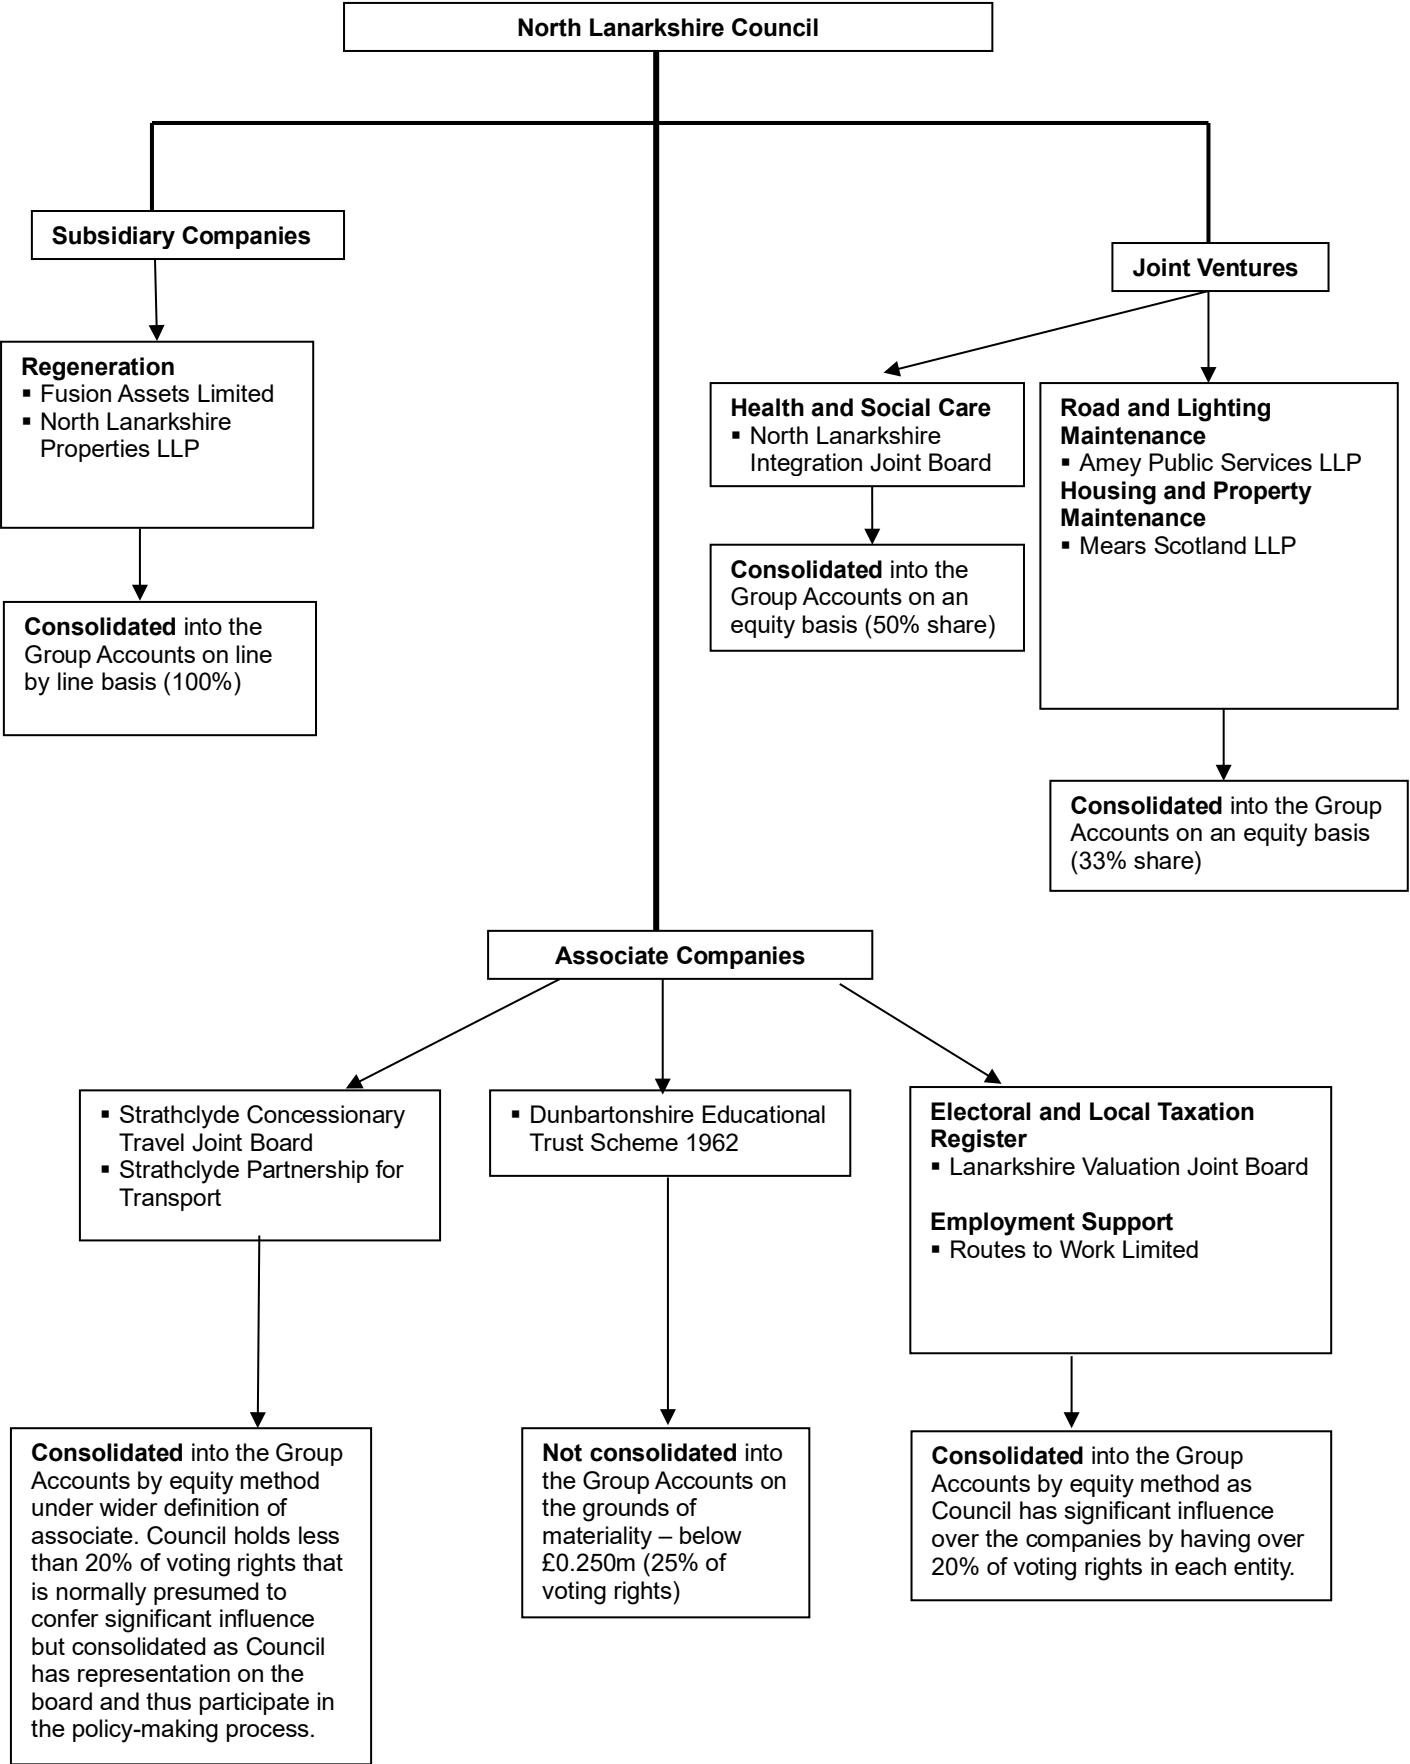 North Lanarkshire Council
Subsidiary Companies
Joint Ventures
Regeneration
▪ Fusion Assets Limited
▪ North Lanarkshire
Properties LLP
Consolidated into the
Group Accounts on line
by line basis (100%)
Health and Social Care
▪ North Lanarkshire
Integration Joint Board
Consolidated into the
Group Accounts on an
equity basis (50% share)
Road and Lighting
Maintenance
▪ Amey Public Services LLP
Housing and Property
Maintenance
▪ Mears Scotland LLP
Consolidated into the Group
Accounts on an equity basis
(33% share)
Associate Companies
▪ Strathclyde Concessionary
Travel Joint Board
▪ Strathclyde Partnership for
Transport
Consolidated into the Group
Accounts by equity method
under wider definition of
associate. Council holds less
than 20% of voting rights that
is normally presumed to
confer significant influence
but consolidated as Council
has representation on the
board and thus participate in
the policy-making process.
▪ Dunbartonshire Educational
Trust Scheme 1962
Not consolidated into
the Group Accounts on
the grounds of
materiality – below
£0.250m (25% of
voting rights)
Electoral and Local Taxation
Register
▪ Lanarkshire Valuation Joint Board
Employment Support
▪ Routes to Work Limited
Consolidated into the Group
Accounts by equity method as
Council has significant influence
over the companies by having over
20% of voting rights in each entity.